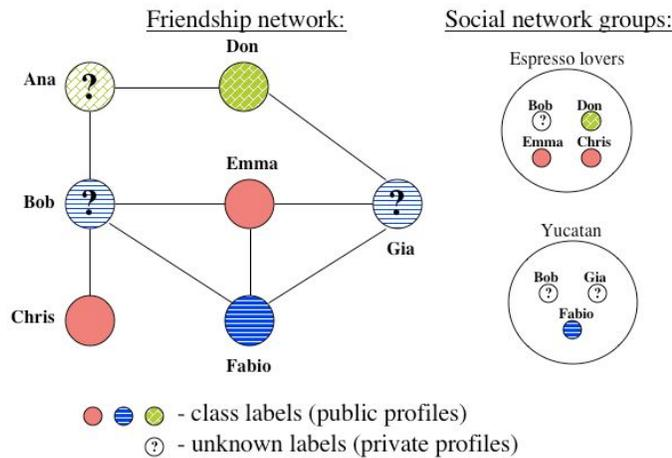 Friendship network:
Social network groups:
Don
Ana
?
Emma
Bob
?
?
Gia
Chris
Fabio
Espresso lovers
Bob
Don
?
Emma
Chris
Yucatan
Bob
Gia
?
?
Fabio
- class labels (public profiles)
? - unknown labels (private profiles)